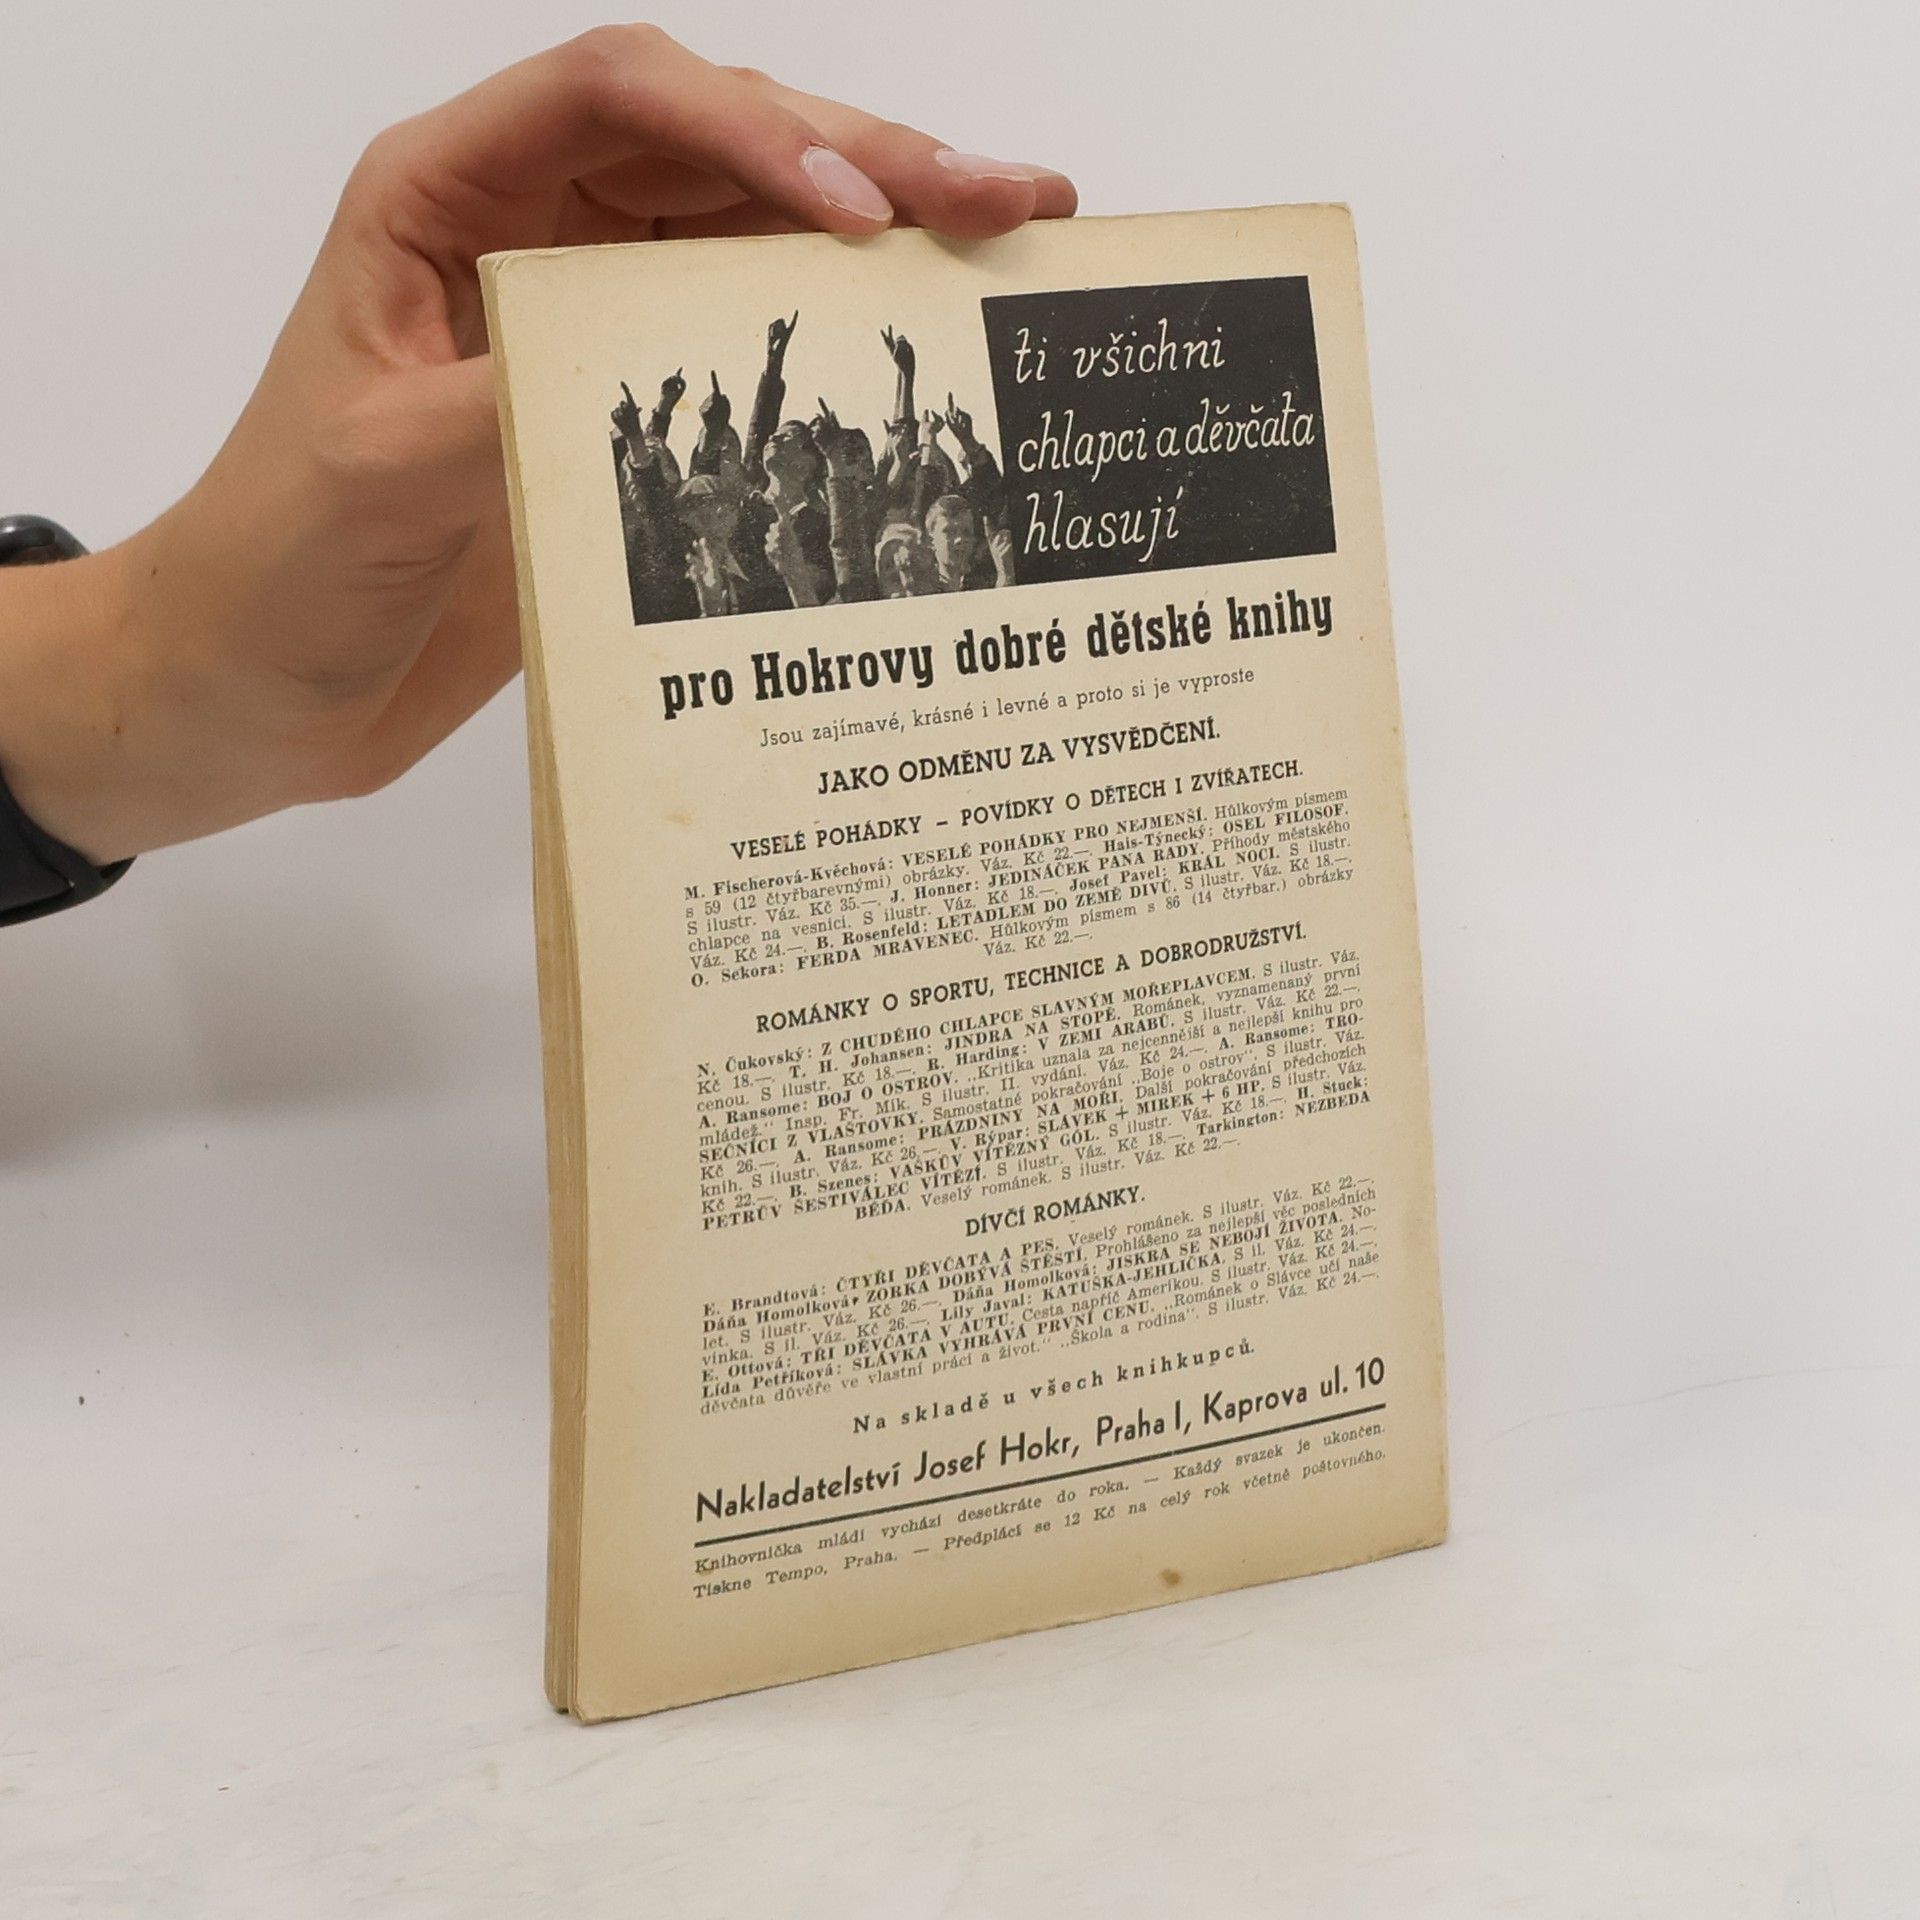 ti všichni
chlapci a děvčata
hlasují
pro Hokrovy dobré dětské knihy
Jsou zajímavé, krásné i levné a proto si je vyproste
JAKO ODMĚNU ZA VYSVĚDČENÍ.
VESELÉ POHÁDKY – POVÍDKY O DĚTECH I ZVÍŘATECH.
M. Fischerová-Kvěchová: VESELÉ POHÁDKY PRO NEJMENŠÍ. Hůlkovým písmem
s 59 (12 čtyřbarevnými) obrázky. Váz. Kč 22.—. Hais-Týnecký: OSEL FILOSOF.
S ilustr. Váz. Kč 35.—. J. Honner: JEDINÁČEK PANA RADY. Příhody městského
chlapce na vesnici. S ilustr. Váz. Kč 18.—. Josef Pavel: KRÁL NOCI. S ilustr.
Váz. Kč 24.—. B. Rosenfeld: LETADLEM DO ZEMĚ DIVŮ. S ilustr. Váz. Kč 18.—.
O. Sekora: FERDA MRAVENEC. Hůlkovým písmem s 86 (14 čtyřbar.) obrázky
Váz. Kč 22.—.
ROMÁNKY O SPORTU, TECHNICE A DOBRODRUŽSTVÍ.
N. Čukovský: Z CHUDÉHO CHLAPCE SLAVNÝM MOŘEPLAVCEM. S ilustr. Váz.
Kč 18.—. T. H. Johansen: JINDRA NA STOPĚ. Románek, vyznamenaný první
cenou. S ilustr. Kč 18.—. R. Harding: V ZEMI ARABŮ. S ilustr. Váz. Kč 22.—.
A. Ransome: BOJ O OSTROV. „Kritika uznala za nejcennější a nejlepší knihu pro
mládež.“ Insp. Fr. Mík. S ilustr. II. vydání. Váz. Kč 24.—. A. Ransome: TRO-
SEČNÍCI Z VLAŠTOVKY. Samostatné pokračování „Boje o ostrov“. S ilustr. Váz.
Kč 26.—. A. Ransome: PRÁZDNINY NA MOŘI. Další pokračování předchozích
knih. S ilustr. Váz. Kč 26.—. V. Rýpar: SLÁVEK + MIREK + 6 HP. S ilustr. Váz.
Kč 22.—. B. Szenes: VAŠKŮV VÍTĚZNÝ GÓL. S ilustr. Váz. Kč 18.—. H. Stuck:
PETRŮV ŠESTIVÁLEC VÍTĚZÍ. S ilustr. Váz. Kč 18.—. Tarkington: NEZBEDA
BÉĎA. Veselý románek. S ilustr. Váz. Kč 22.—.
DÍVČÍ ROMÁNKY.
E. Brandtová: ČTYŘI DĚVČATA A PES. Veselý románek. S ilustr. Váz. Kč 22.—.
Dáňa Homolková: ZORKA DOBÝVÁ ŠTĚSTÍ. Prohlášeno za nejlepší věc posledních
let. S ilustr. Váz. Kč 26.—. Dáňa Homolková: JISKRA SE NEBOJÍ ŽIVOTA. No-
vinka. S il. Váz. Kč 26.—. Lily Javal: KATUŠKA-JEHLIČKA. S il. Váz. Kč 24.—.
E. Ottová: TŘI DĚVČATA V AUTU. Cesta napříč Amerikou. S ilustr. Váz. Kč 24.—.
Lída Petříková: SLÁVKA VYHRÁVÁ PRVNÍ CENU. „Románek o Slávce učí naše
děvčata důvěře ve vlastní práci a život.“ „Škola a rodina“. S ilustr. Váz. Kč 24.—.
Na skladě u všech knihkupců.
Nakladatelství Josef Hokr, Praha I, Kaprova ul. 10
Knihovnička mládí vychází desetkráte do roka. — Každý svazek je ukončen.
Tiskne Tempo, Praha. — Předplácí se 12 Kč na celý rok včetně poštovného.